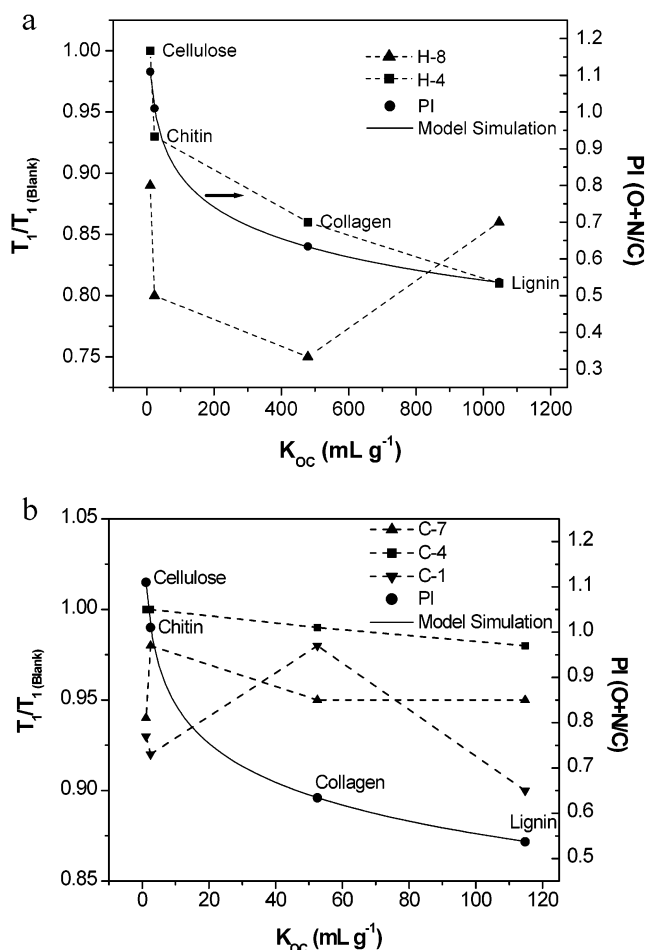 a
1.00
0.95
0.90
0.85
0.80
0.75
T1/T1 (Blank)
Cellulose
Chitin
Collagen
Lignin
H-8
H-4
PI
Model Simulation
1.2
1.1
1.0
0.9
0.8
0.7
0.6
0.5
0.4
0.3
PI (O+N/C)
0 200 400 600 800 1000 1200
KOC (mL g-1)
b
1.05
1.00
0.95
0.90
0.85
T1/T1 (Blank)
Cellulose
Chitin
Collagen
Lignin
C-7
C-4
C-1
PI
Model Simulation
1.2
1.1
1.0
0.9
0.8
0.7
0.6
0.5
PI (O+N/C)
0 20 40 60 80 100 120
KOC (mL g-1)